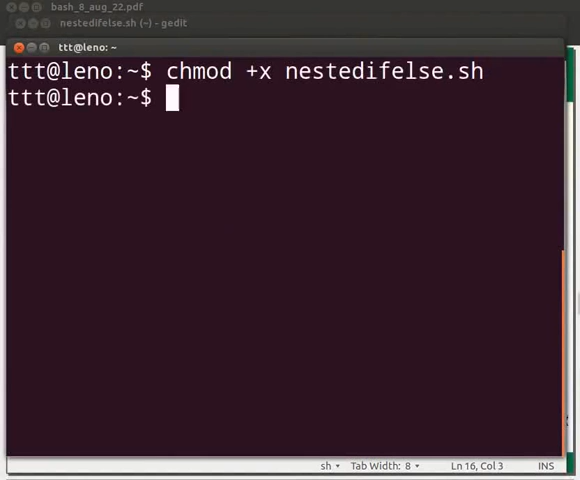 bash_8_aug_22.pdf
nestedifelse.sh (~) - gedit
ttt@leno: ~
ttt@leno:~$ chmod +x nestedifelse.sh
ttt@leno:~$
sh Tab Width: 8 Ln 16, Col 3 INS